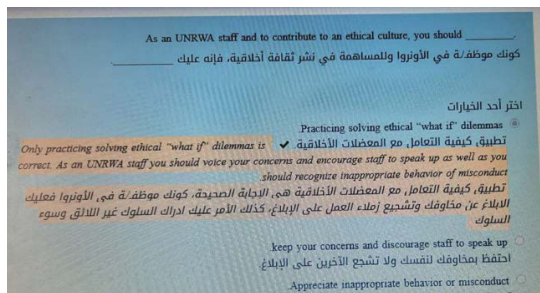 As an UNRWA staff and to contribute to an ethical culture, you should ________.
كونك موظف/ة في الأونروا وللمساهمة في نشر ثقافة أخلاقية، فإنه عليك ________.
اختر أحد الخيارات
Practicing solving ethical "what if" dilemmas.
تطبيق كيفية التعامل مع المعضلات الأخلاقية. ✔ Only practicing solving ethical "what if" dilemmas is
correct. As an UNRWA staff you should voice your concerns and encourage staff to speak up as well as you
should recognize inappropriate behavior of misconduct.
تطبيق كيفية التعامل مع المعضلات الأخلاقية هي الإجابة الصحيحة، كونك موظف/ة في الأونروا فعليك
الابلاغ عن مخاوفك وتشجيع زملاء العمل على الإبلاغ، كذلك الأمر عليك ادراك السلوك غير اللائق وسوء
السلوك
keep your concerns and discourage staff to speak up.
احتفظ بمخاوفك لنفسك ولا تشجع الآخرين على الإبلاغ.
Appreciate inappropriate behavior or misconduct.